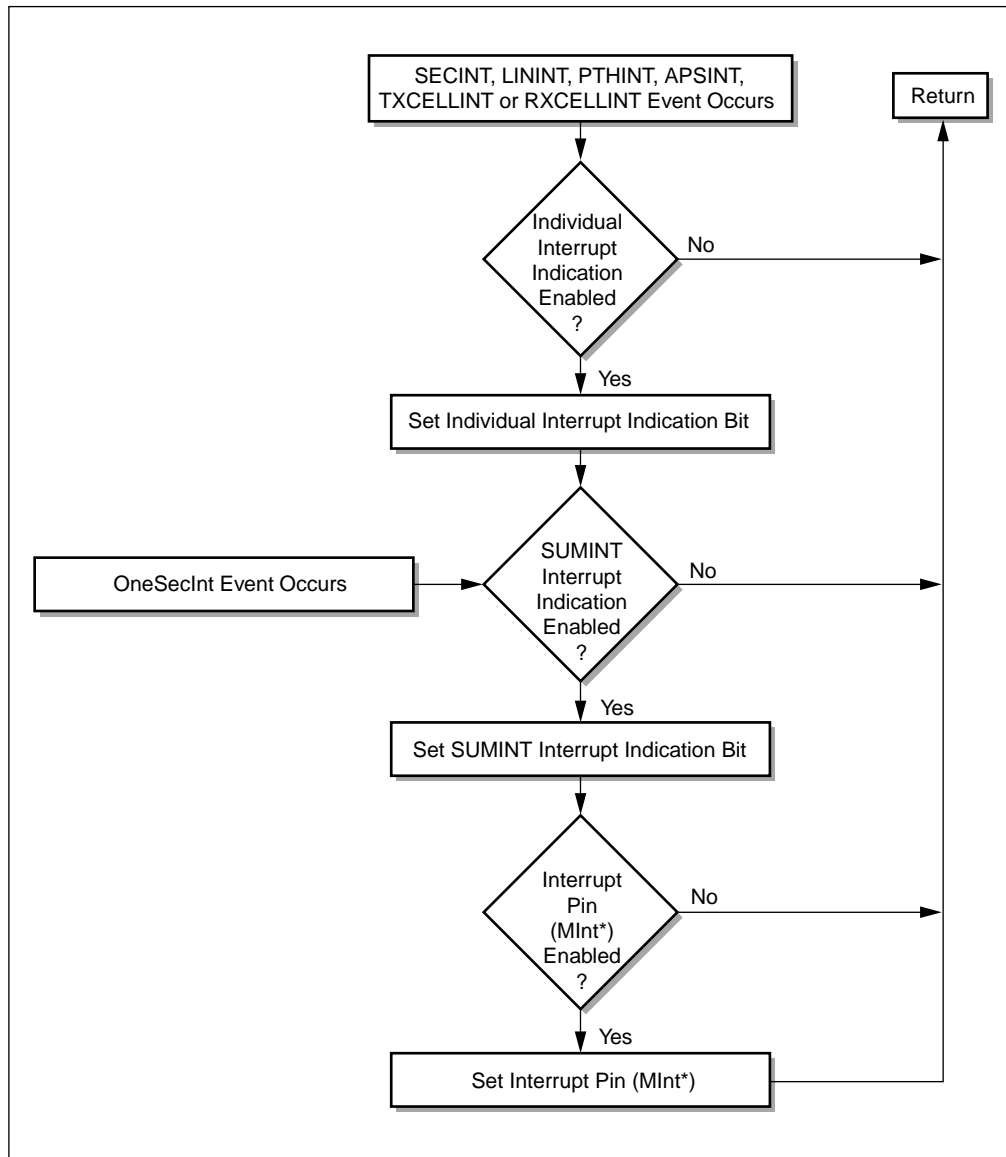 SECINT, LININT, PTHINT, APSINT,
TXCELLINT or RXCELLINT Event Occurs
Return
Individual
Interrupt
Indication
Enabled
?
No
Yes
Set Individual Interrupt Indication Bit
SUMINT
Interrupt
Indication
Enabled
?
No
OneSecInt Event Occurs
Yes
Set SUMINT Interrupt Indication Bit
Interrupt
Pin
(MInt*)
Enabled
?
No
Yes
Set Interrupt Pin (MInt*)